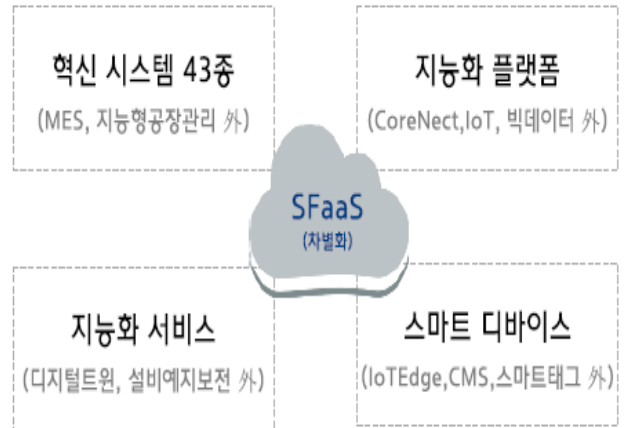 혁신 시스템 43종
(MES, 지능형공장관리 外)
지능화 플랫폼
(CoreNect,IoT, 빅데이터 外)
SFaaS
(차별화)
지능화 서비스
(디지털트윈, 설비예지보전 外)
스마트 디바이스
(IoTEdge,CMS,스마트태그 外)